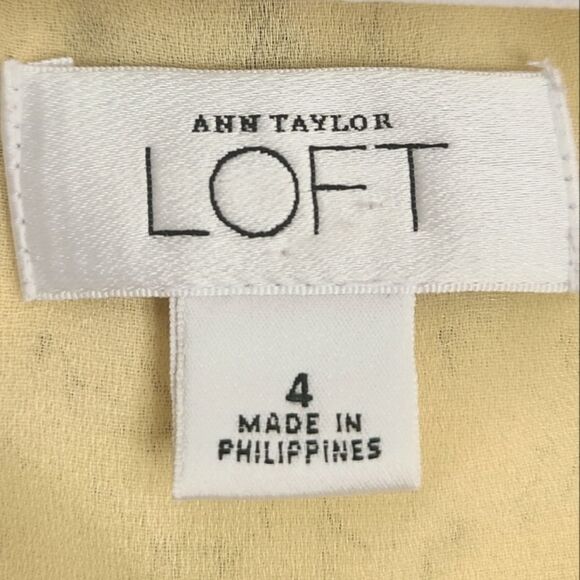 ANN TAYLOR
LOFT
4
MADE IN
PHILIPPINES